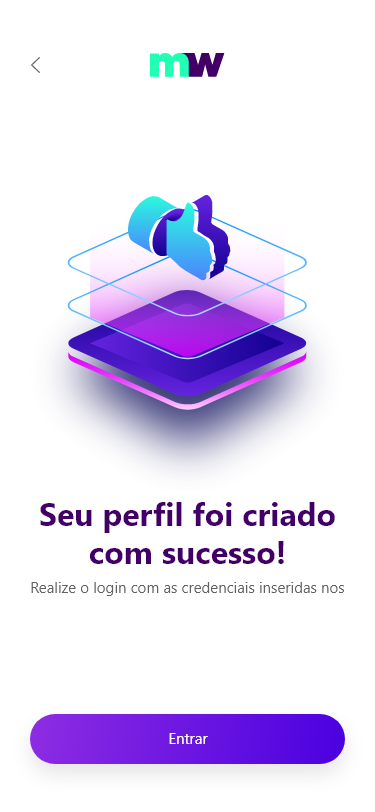 mw
Seu perfil foi criado
com sucesso!
Realize o login com as credenciais inseridas nos
Entrar